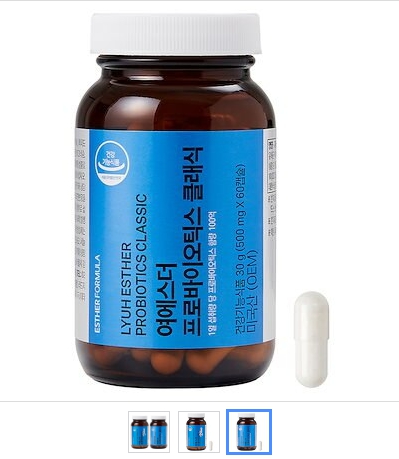 건강
기능식품
ESTHER FORMULA
LYUH ESTHER
PROBIOTICS CLASSIC
여에스더
프로바이오틱스 클래식
1일 섭취량 당 프로바이오틱스 함량 100억
건강기능식품 30 g (500 mg X 60캡슐)
미국산 (OEM)